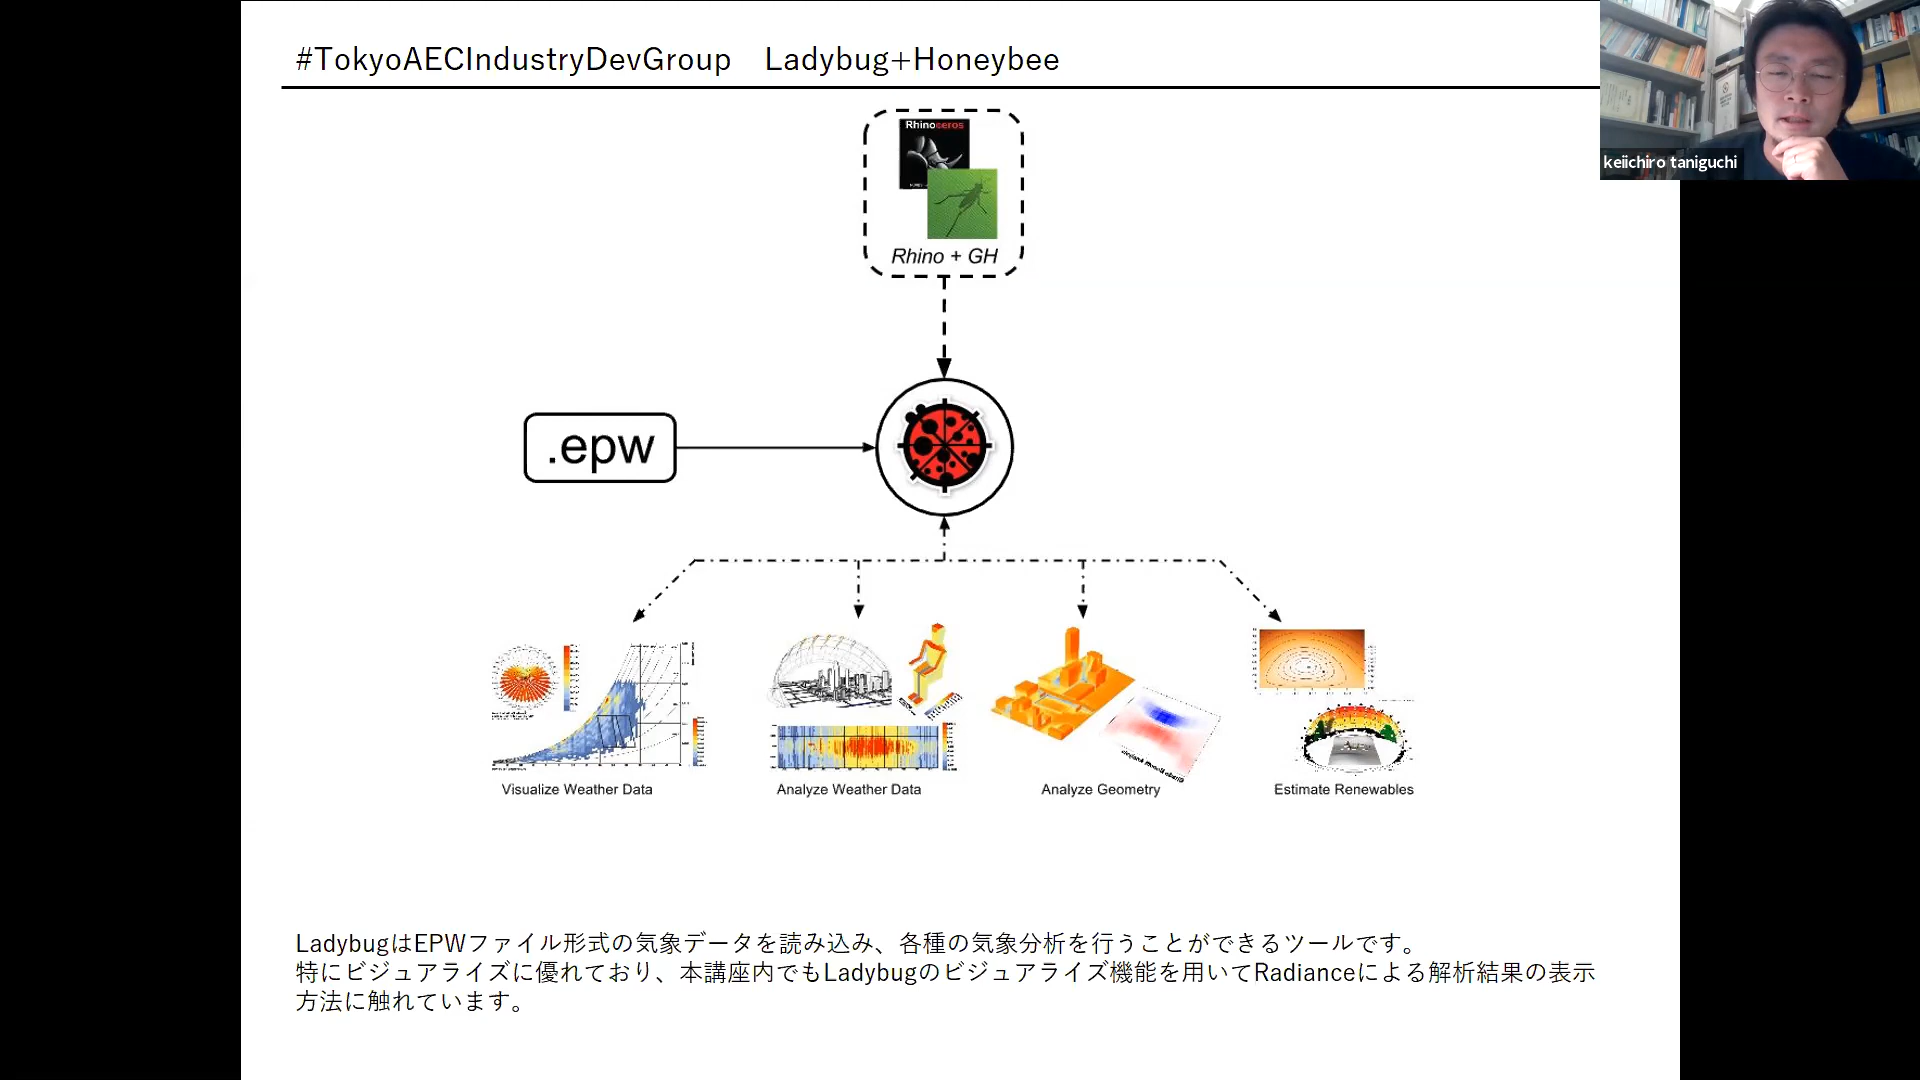 #TokyoAECIndustryDevGroup　Ladybug+Honeybee
keiichiro taniguchi
Rhinoceros
Rhino + GH
.epw
Visualize Weather Data
Analyze Weather Data
Analyze Geometry
Estimate Renewables
LadybugはEPWファイル形式の気象データを読み込み、各種の気象分析を行うことができるツールです。
特にビジュアライズに優れており、本講座内でもLadybugのビジュアライズ機能を用いてRadianceによる解析結果の表示
方法に触れています。